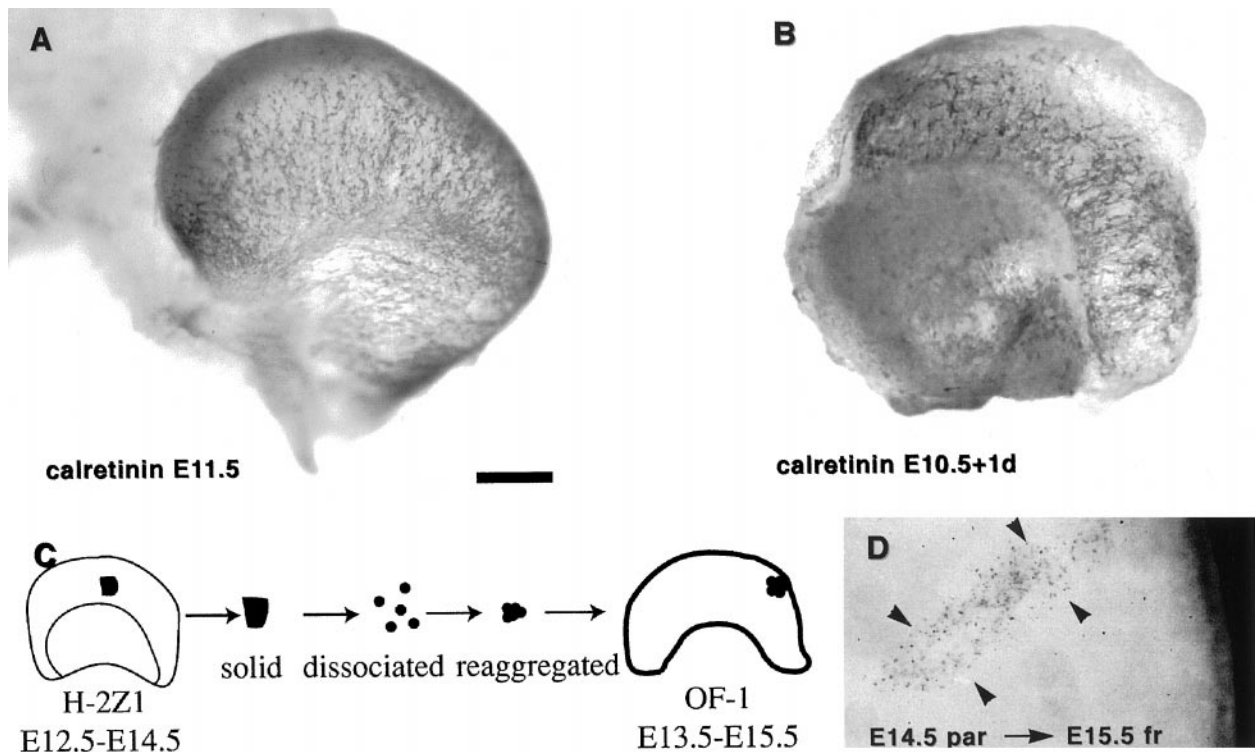 A
B
calretinin E11.5
calretinin E10.5+1d
C
solid
dissociated
reaggregated
H-2Z1
E12.5-E14.5
OF-1
E13.5-E15.5
D
E14.5 par
E15.5 fr